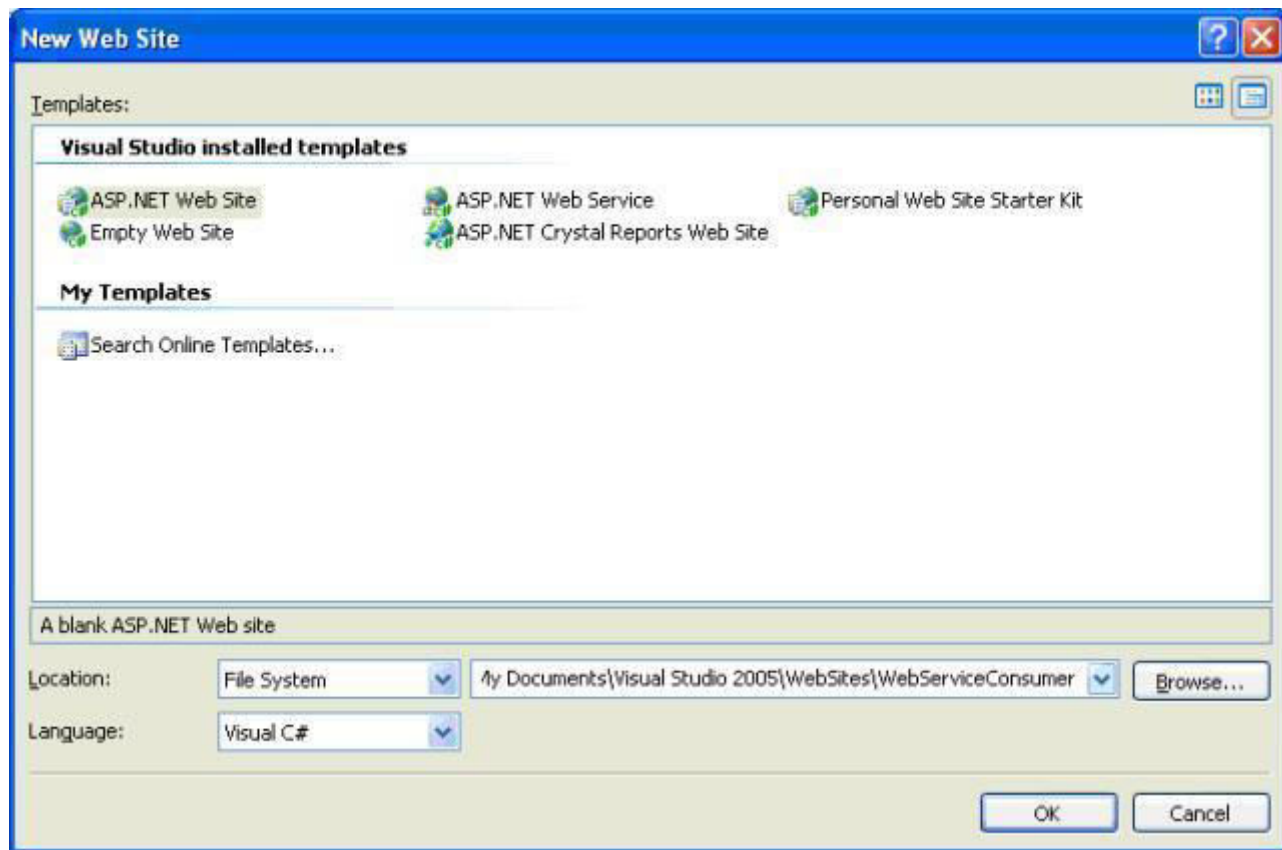 New Web Site
Templates:
Visual Studio installed templates
ASP.NET Web Site ASP.NET Web Service Personal Web Site Starter Kit
Empty Web Site ASP.NET Crystal Reports Web Site
My Templates
Search Online Templates...
A blank ASP.NET Web site
Location: File System My Documents\Visual Studio 2005\WebSites\WebServiceConsumer Browse...
Language: Visual C#
OK Cancel